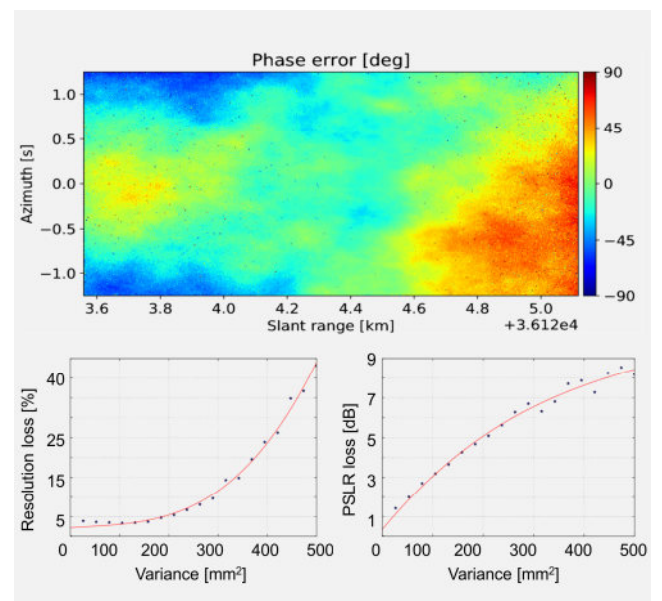 Phase error [deg]
Azimuth [s]
1.0
0.5
0.0
−0.5
−1.0
3.6 3.8 4.0 4.2 4.4 4.6 4.8 5.0
Slant range [km]
+3.612e4
90
45
0
−45
−90
Resolution loss [%]
45
25
15
5
0 100 200 300 400 500
Variance [mm²]
PSLR loss [dB]
9
7
5
3
1
0 100 200 300 400 500
Variance [mm²]